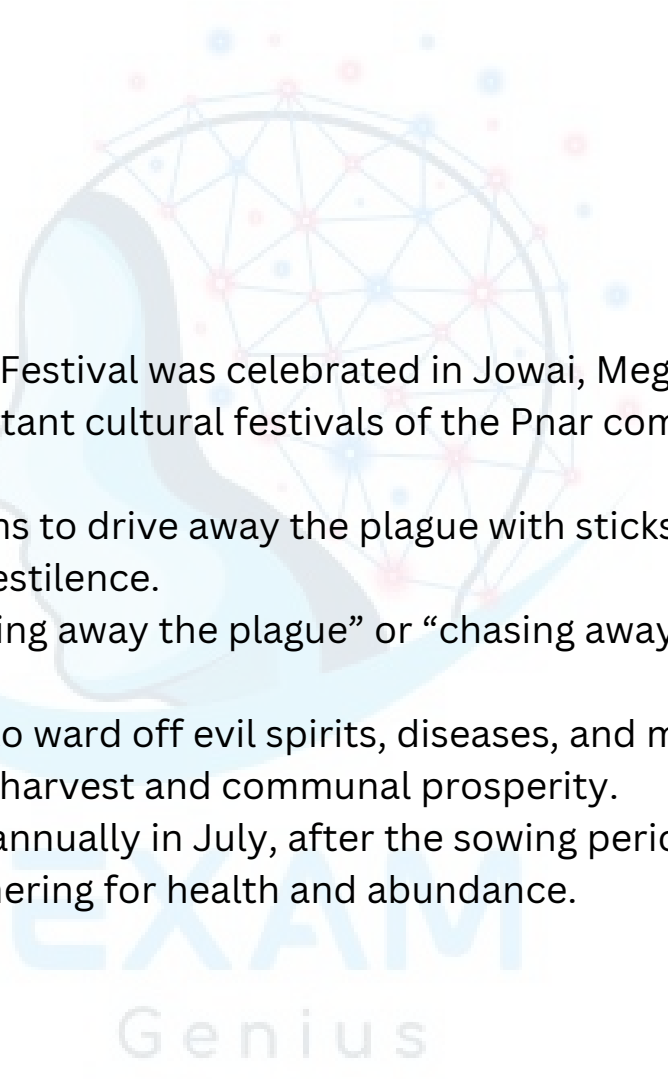 Festival was celebrated in Jowai, Meg
tant cultural festivals of the Pnar com
ns to drive away the plague with sticks
estilence.
ing away the plague” or “chasing away
o ward off evil spirits, diseases, and m
harvest and communal prosperity.
annually in July, after the sowing perio
hering for health and abundance.
EXAM
Genius